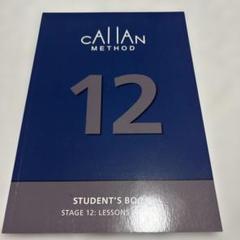 CALLAN
METHOD
12
STUDENT'S BOOK
STAGE 12: LESSONS